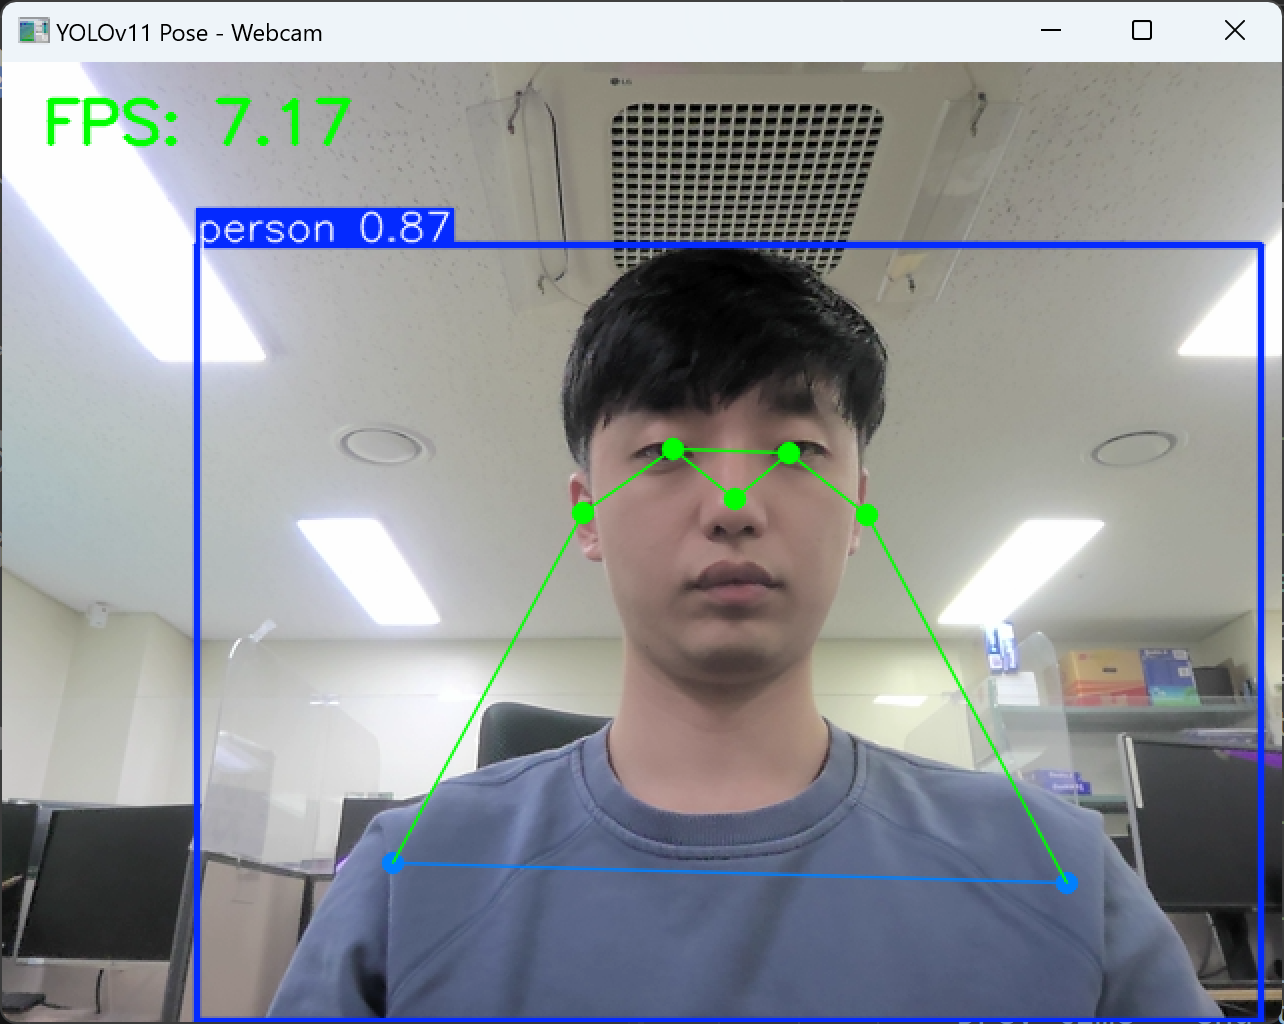 YOLOv11 Pose - Webcam
FPS: 7.17
LG
person 0.87